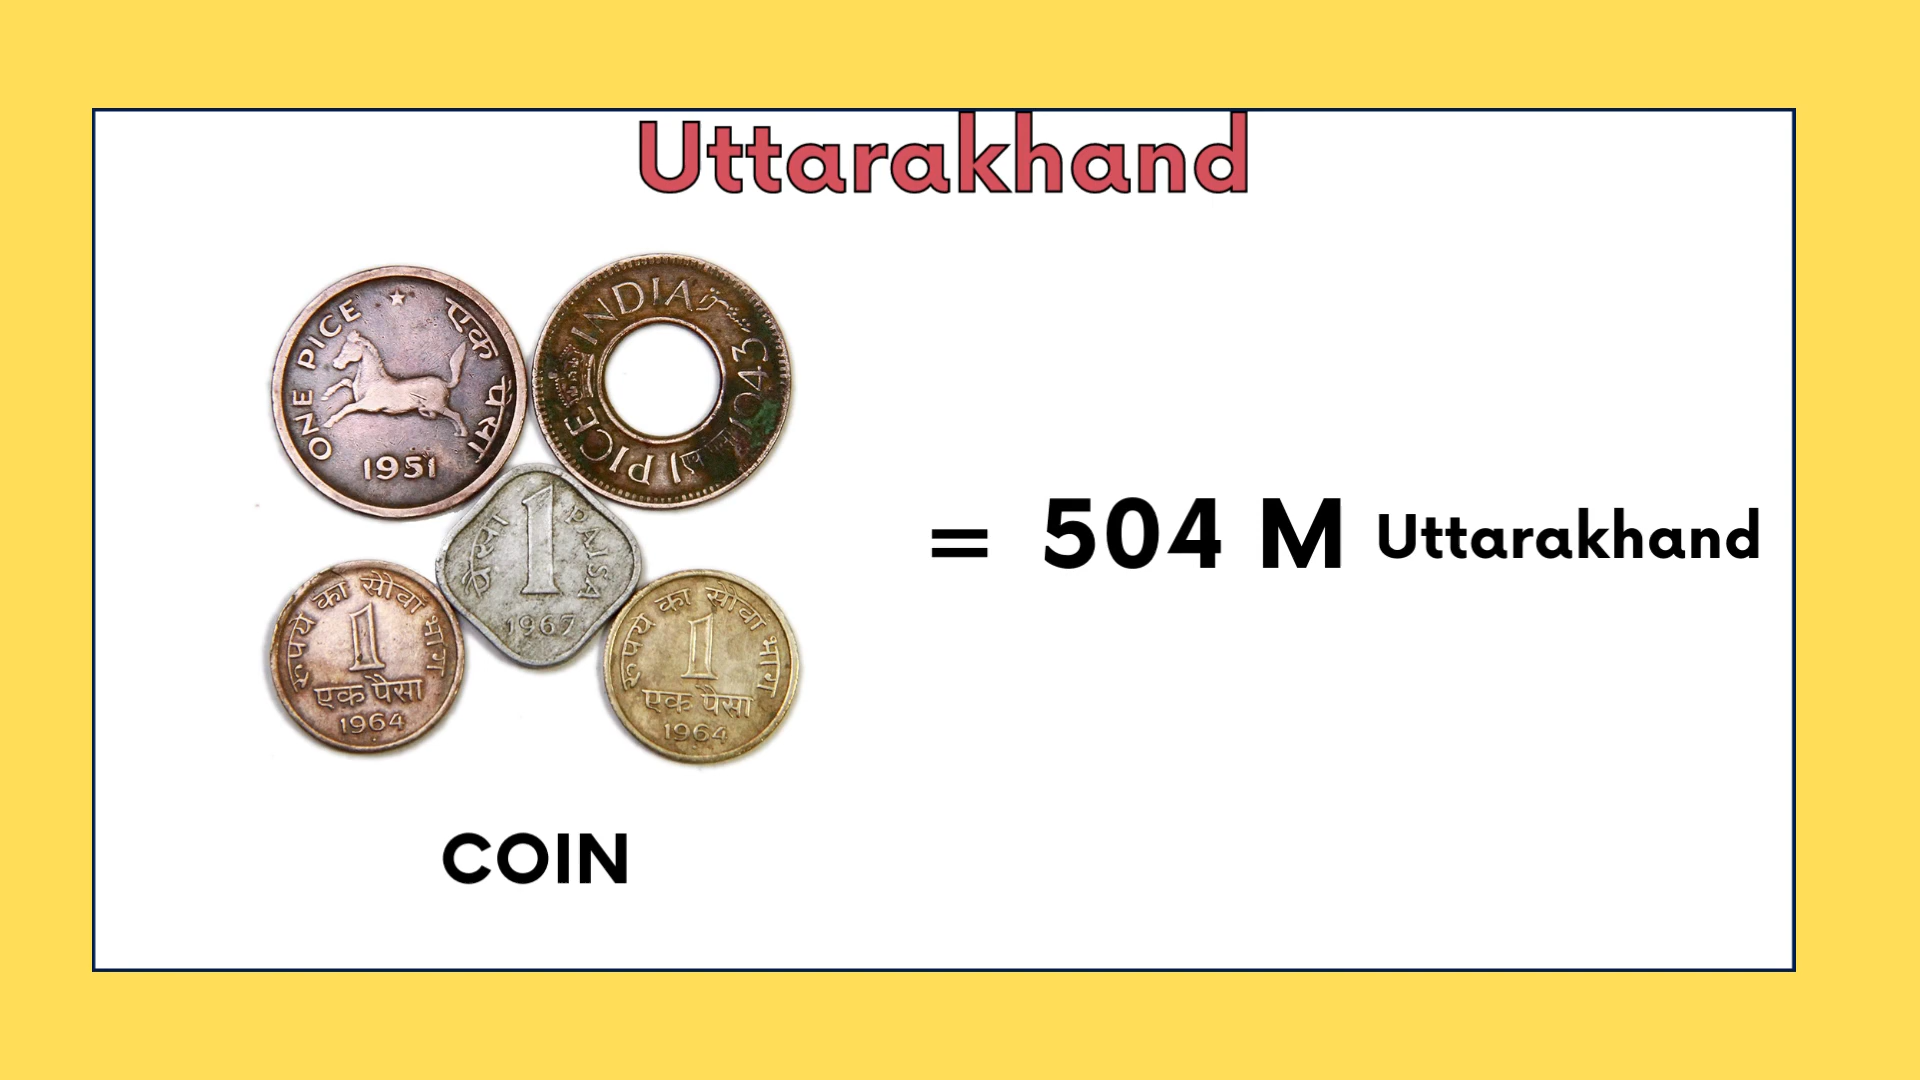 Uttarakhand
ONE PICE
एक पैसा
1951
INDIA
1943
1 PICE
1
पैसा
PAISA
1967
रूपये का सौवाँ भाग
1
एक पैसा
1964
रूपये का सौवाँ भाग
1
एक पैसा
1964
= 504 M Uttarakhand
COIN